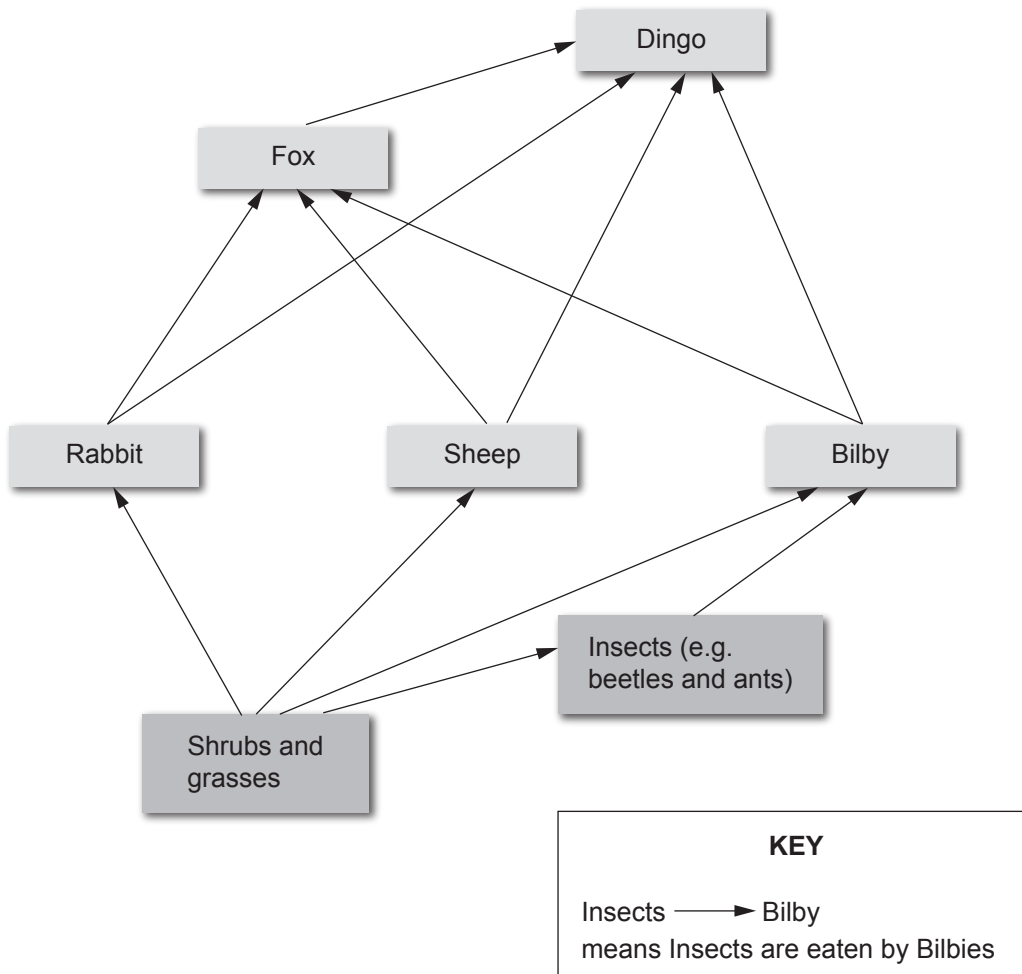 Dingo
Fox
Rabbit
Sheep
Bilby
Insects (e.g.
beetles and ants)
Shrubs and
grasses
KEY
Insects Bilby
means Insects are eaten by Bilbies